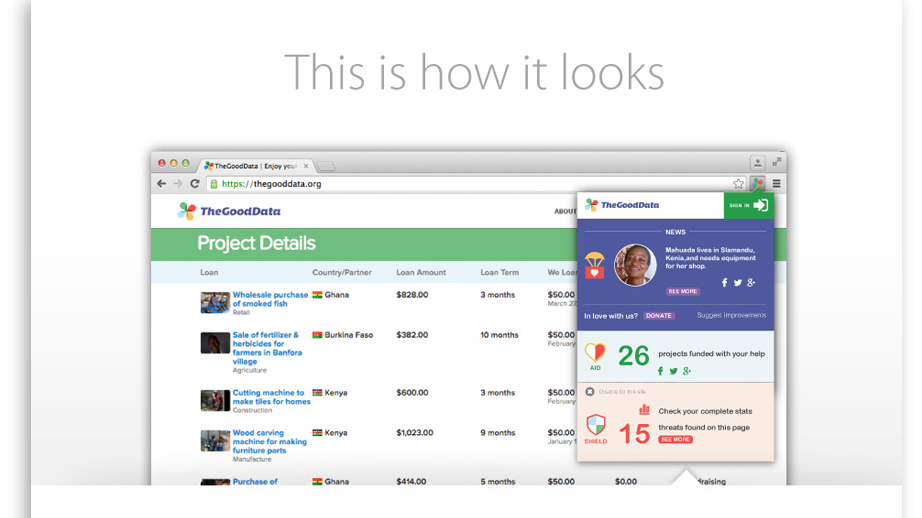 This is how it looks
TheGoodData | Enjoy your
https://thegooddata.org
TheGoodData
ABOUT
Project Details
Loan Country/Partner Loan Amount Loan Term We Loan
Wholesale purchase of smoked fish
Retail
Ghana $828.00 3 months $50.00
March 27,
Sale of fertilizer & herbicides for farmers in Banfora village
Agriculture
Burkina Faso $382.00 10 months $50.00
February
Cutting machine to make tiles for homes
Construction
Kenya $600.00 3 months $50.00
February
Wood carving machine for making furniture parts
Manufacture
Kenya $1,023.00 9 months $50.00
January
Purchase of Ghana $414.00 5 months $50.00 $0.00 draising
TheGoodData
SIGN IN
NEWS
Mahuada lives in Slamandu,
Kenia,and needs equipment
for her shop.
SEE MORE
In love with us? DONATE Suggest improvements
AID
26 projects funded with your help
Disable for this site
Check your complete stats
SHIELD
15 threats found on this page
SEE MORE